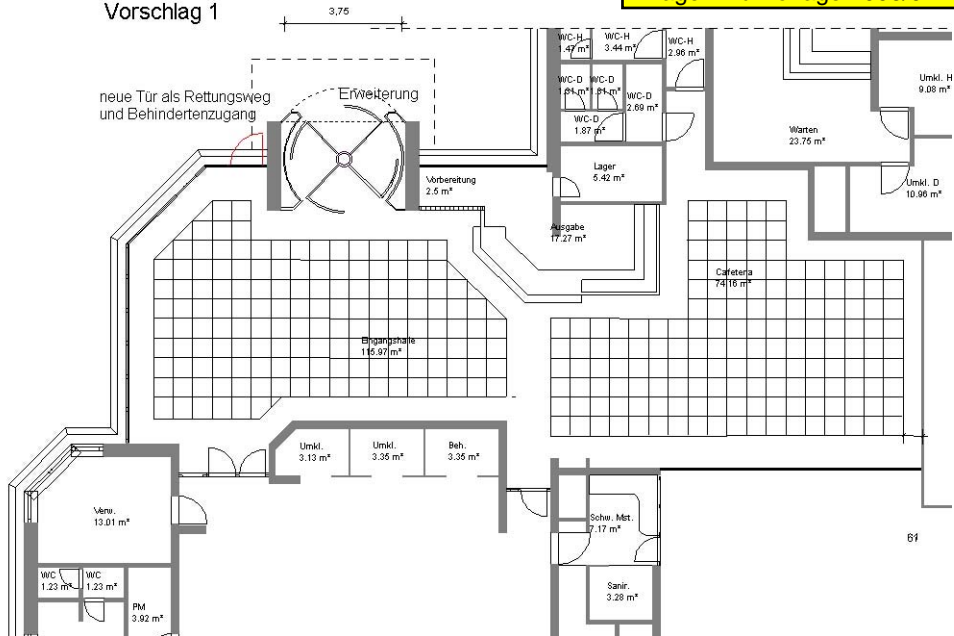 Vorschlag 1
3,75
neue Tür als Rettungsweg
und Behindertenzugang
Erweiterung
WC-H
1.47 m²
WC-H
3.44 m²
WC-H
2.96 m²
WC-D
1.31 m²
WC-D
WC-D
2.69 m²
WC-D
1.87 m²
Umkl. H
9.08 m²
Warten
23.75 m²
Lager
5.42 m²
Vorbereitung
2.5 m²
Umkl. D
10.96 m²
Ausgabe
17.27 m²
Cafeteria
74.16 m²
Eingangshalle
115.97 m²
Umkl.
3.13 m²
Umkl.
3.35 m²
Beh.
3.35 m²
Verw.
13.01 m²
Schw. Mst.
7.17 m²
WC
1.23 m²
WC
1.23 m²
PM
3.92 m²
Sanir.
3.28 m²